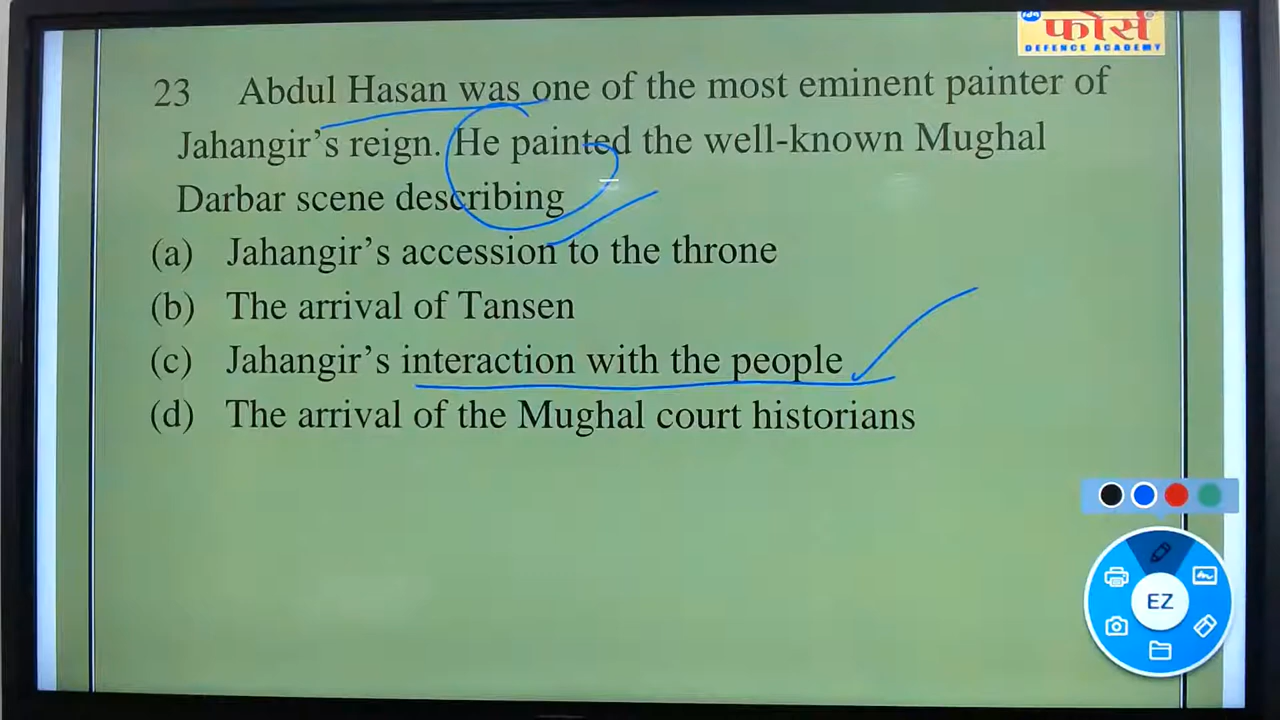 फोर्स
DEFENCE ACADEMY
23 Abdul Hasan was one of the most eminent painter of
Jahangir's reign. He painted the well-known Mughal
Darbar scene describing
(a) Jahangir's accession to the throne
(b) The arrival of Tansen
(c) Jahangir's interaction with the people
(d) The arrival of the Mughal court historians
EZ